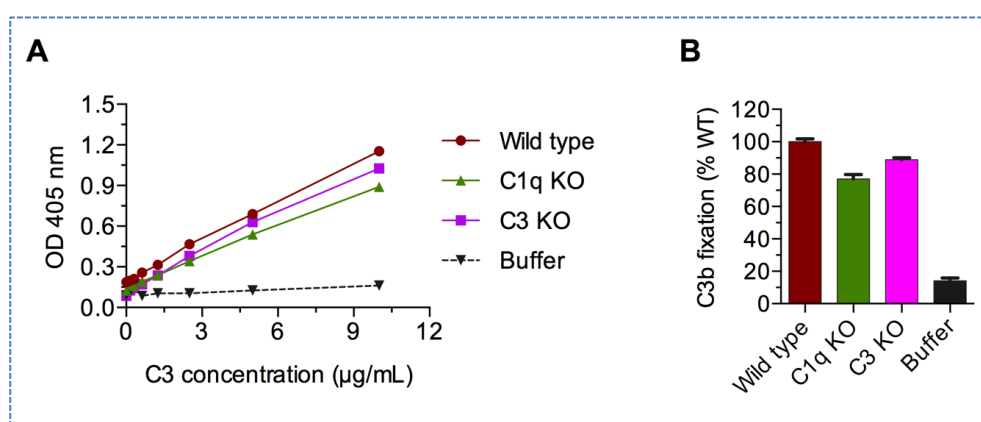 A
OD 405 nm
1.5
1.2
0.9
0.6
0.3
0.0
0 3 6 9 12
C3 concentration (µg/mL)
Wild type
C1q KO
C3 KO
Buffer
B
C3b fixation (% WT)
120
100
80
60
40
20
0
Wild type
C1q KO
C3 KO
Buffer